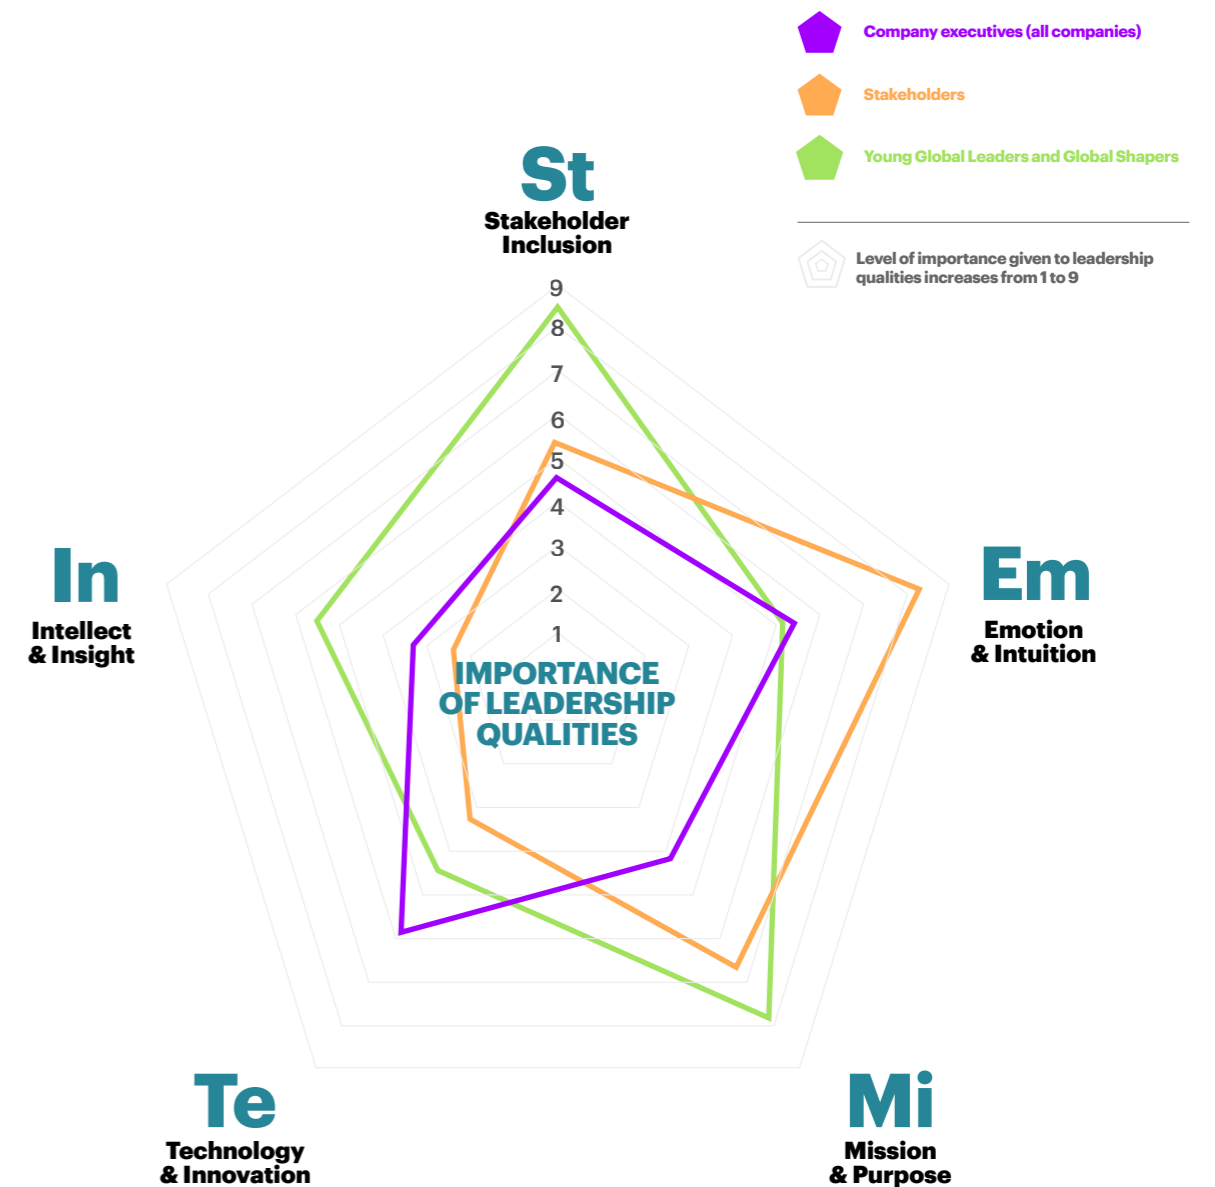 Company executives (all companies)
Stakeholders
Young Global Leaders and Global Shapers
Level of importance given to leadership
qualities increases from 1 to 9
St
Stakeholder
Inclusion
9
8
7
6
5
4
3
2
1
In
Intellect
& Insight
Em
Emotion
& Intuition
IMPORTANCE
OF LEADERSHIP
QUALITIES
Te
Technology
& Innovation
Mi
Mission
& Purpose